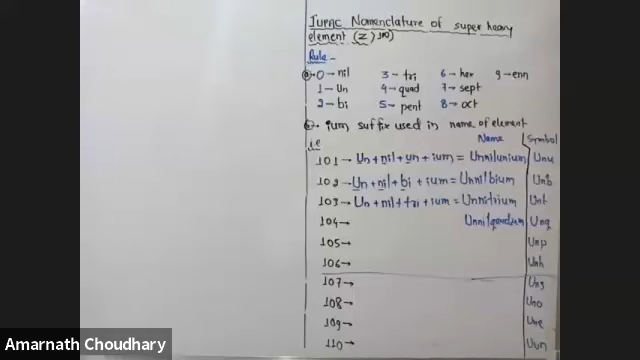 IUPAC Nomenclature of super heavy
element (Z > 100)
Rule -
(a) → 0 - nil 3 - tri 6 - hex 9 - enn
1 - un 4 - quad 7 - sept
2 - bi 5 - pent 8 - oct
(b) → ium suffix used in name of element
i.e Name Symbol
101 → Un + nil + un + ium = Unnilunium Unu
102 → Un + nil + bi + ium = Unnilbium Unb
103 → Un + nil + tri + ium = Unnitrium Unt
104 → Unnilquadium Unq
105 → Unp
106 → Unh
107 → Uns
108 → Uno
109 → Une
110 → Uun
Amarnath Choudhary